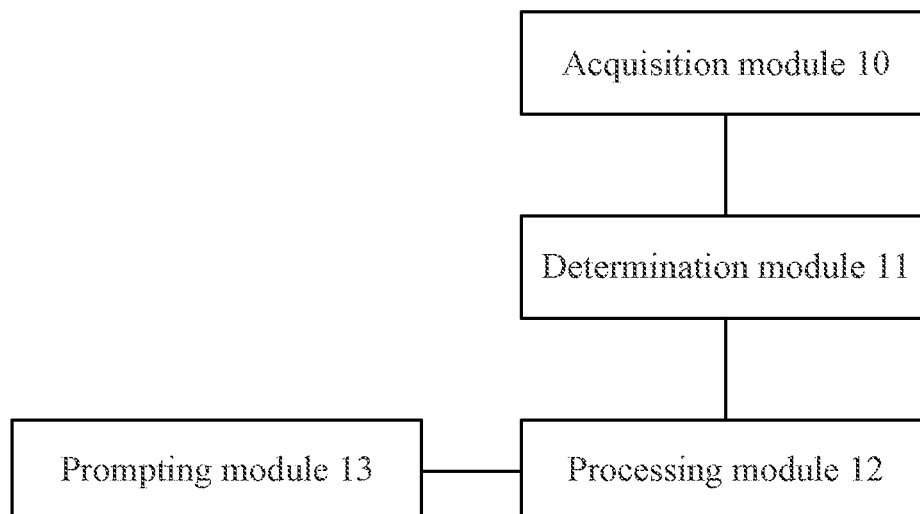 Acquisition module 10
Determination module 11
Prompting module 13
Processing module 12